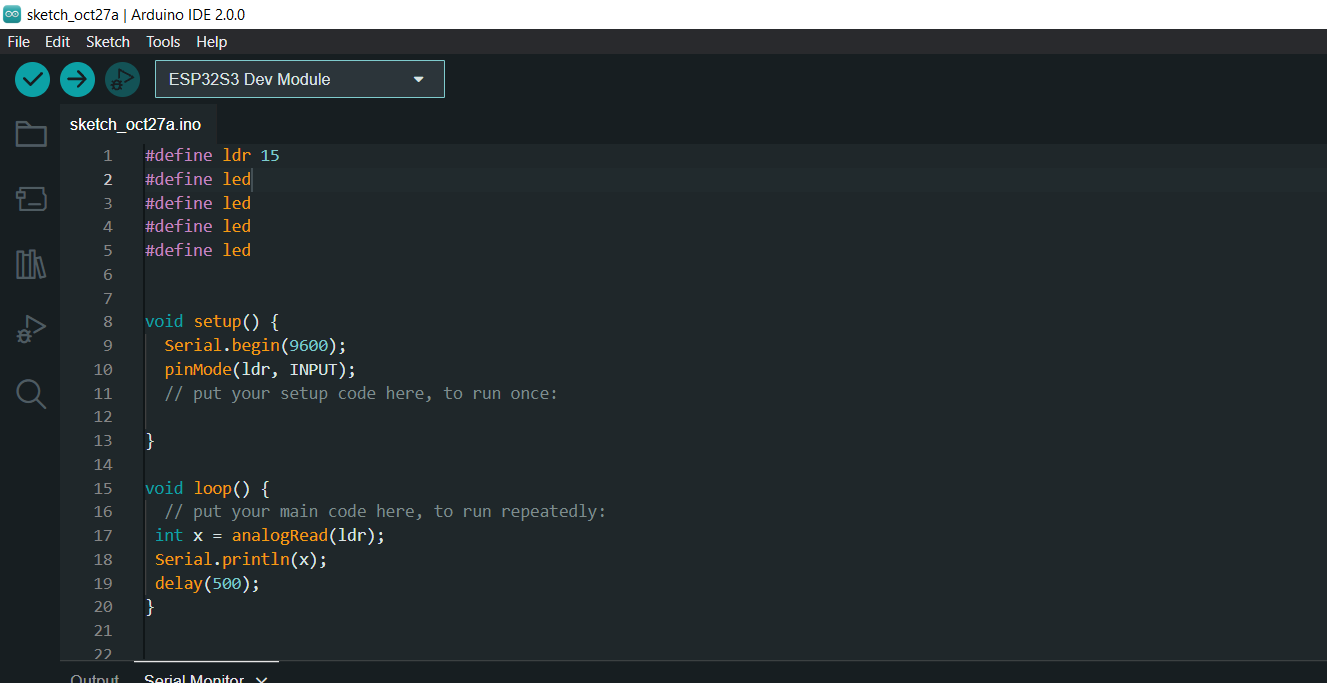 sketch_oct27a | Arduino IDE 2.0.0
File Edit Sketch Tools Help
ESP32S3 Dev Module
sketch_oct27a.ino
1 #define ldr 15
2 #define led
3 #define led
4 #define led
5 #define led
6
7
8 void setup() {
9 Serial.begin(9600);
10 pinMode(ldr, INPUT);
11 // put your setup code here, to run once:
12
13 }
14
15 void loop() {
16 // put your main code here, to run repeatedly:
17 int x = analogRead(ldr);
18 Serial.println(x);
19 delay(500);
20 }
21
22
Output Serial Monitor